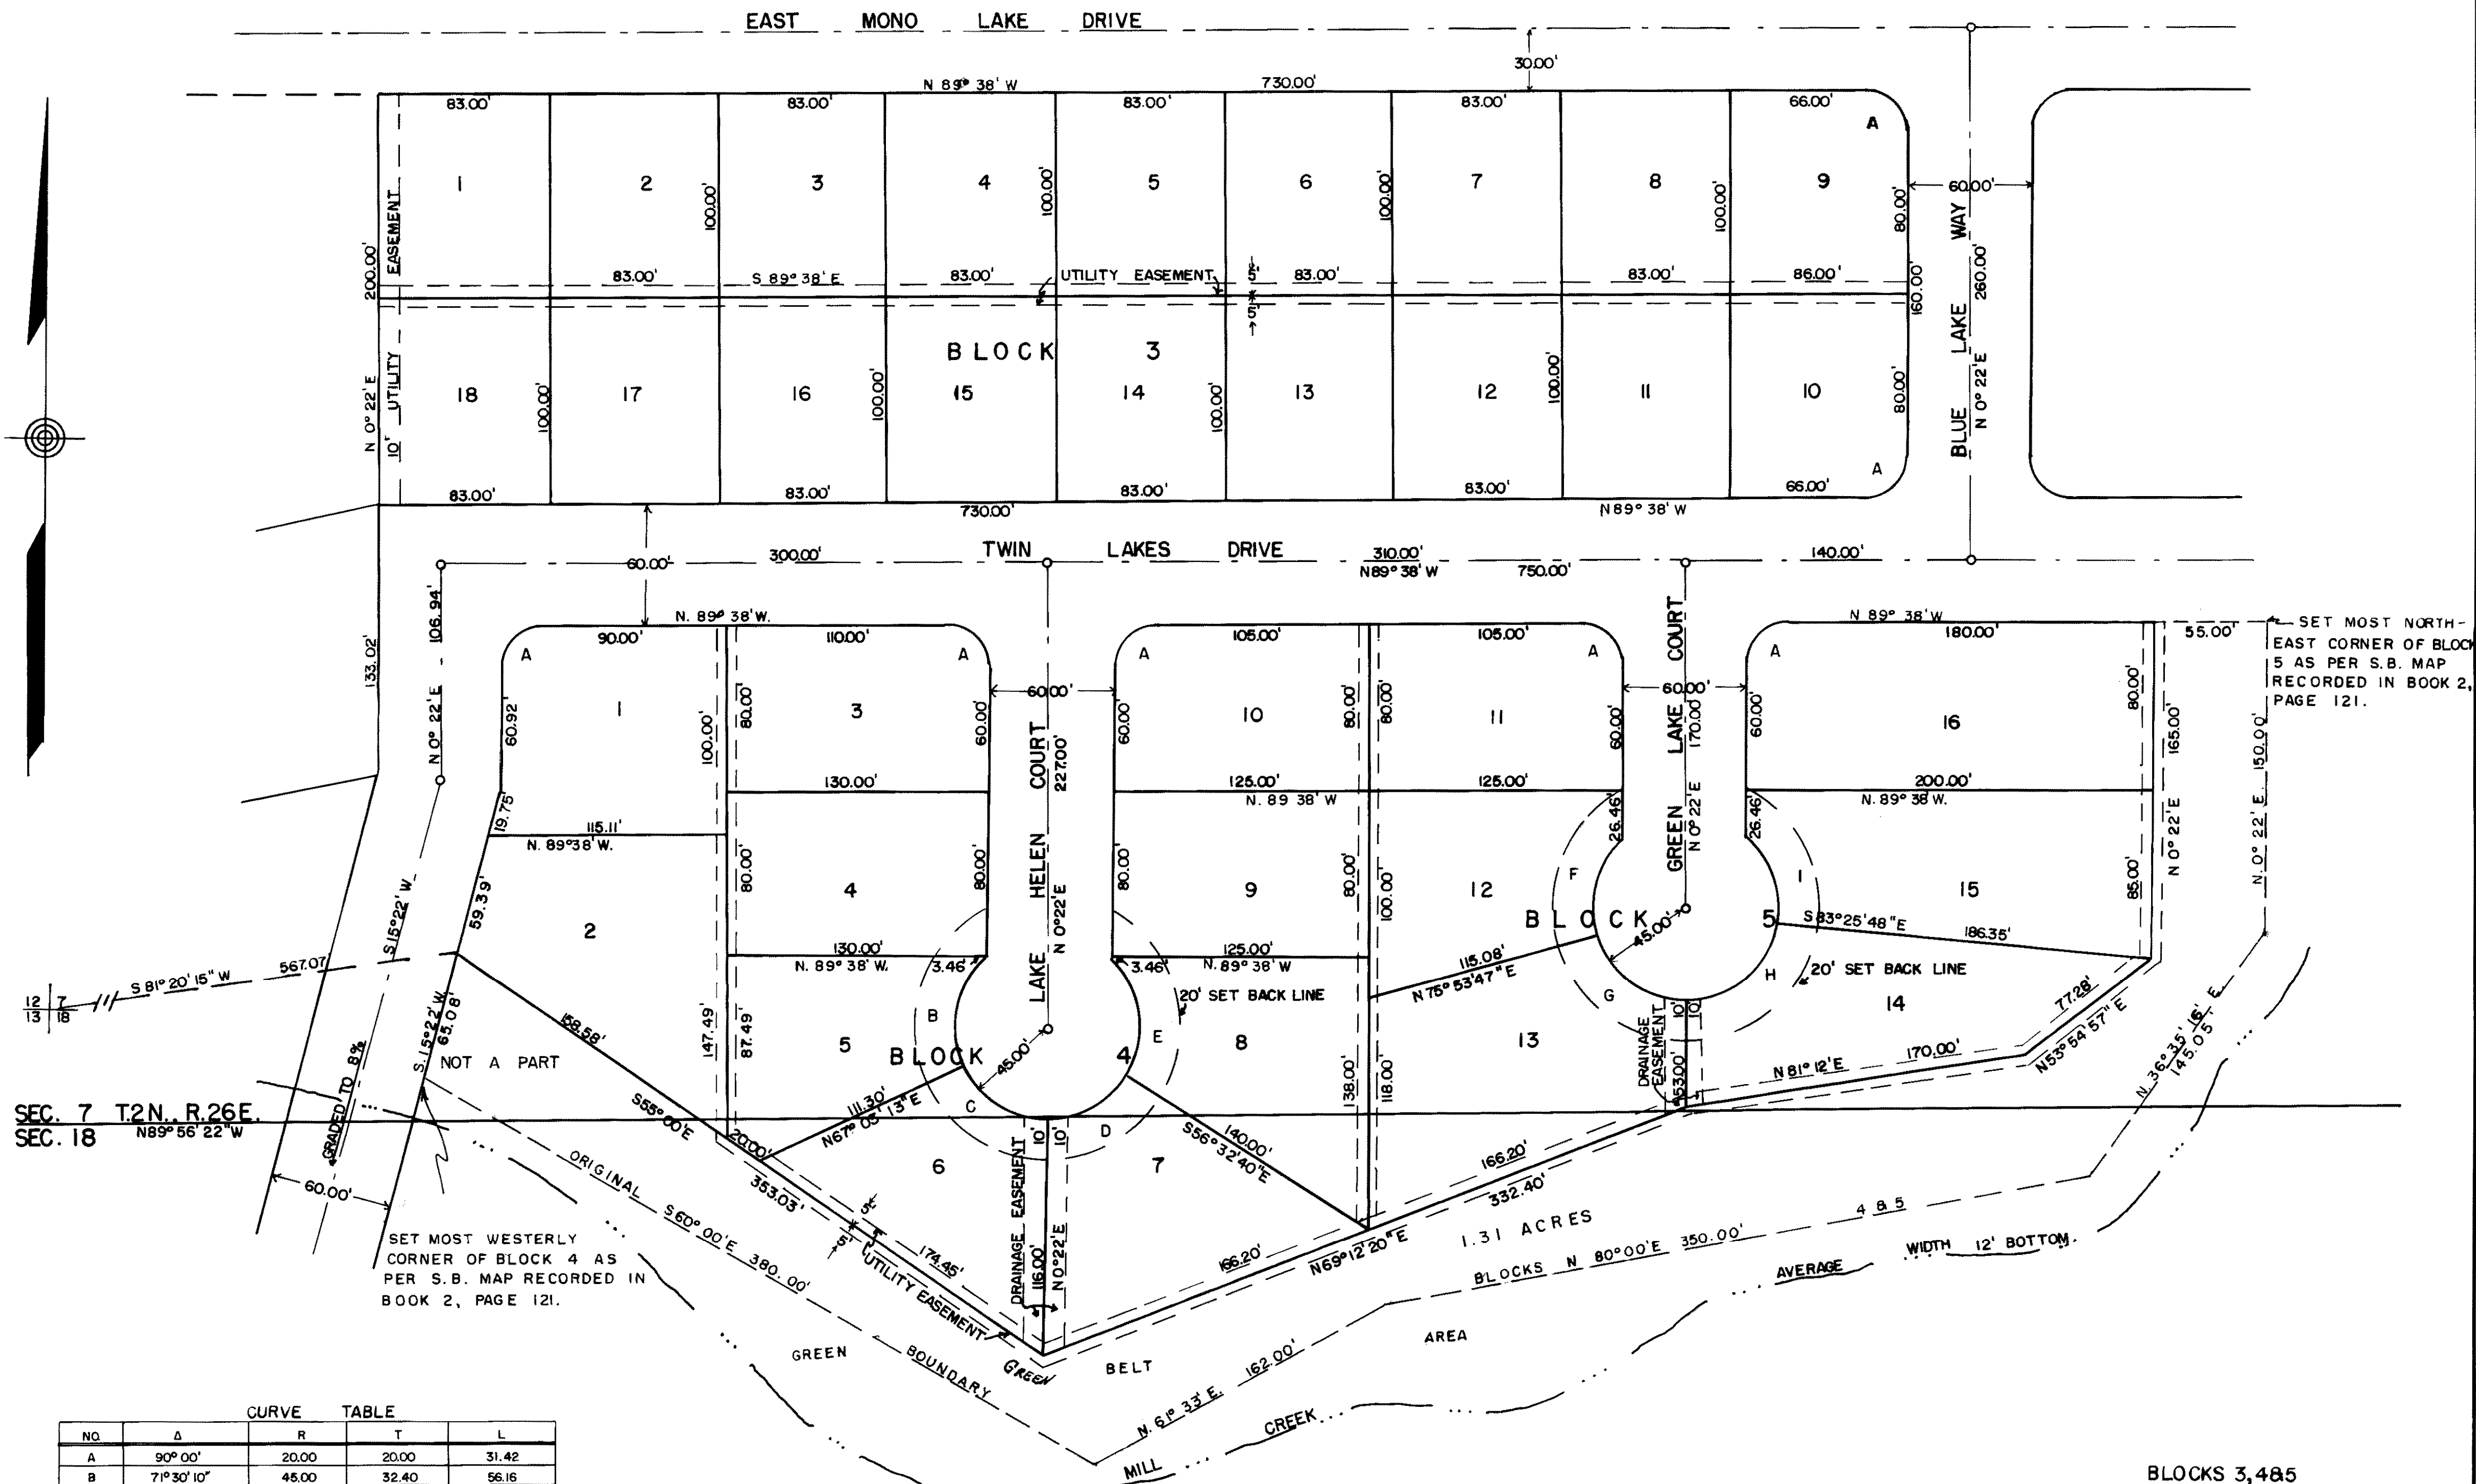 EAST MONO LAKE DRIVE
30.00'
N 89° 38' W 730.00'
83.00' 83.00' 83.00' 83.00' 66.00'
A
1 2 3 4 5 6 7 8 9
100.00' 100.00' 100.00' 100.00' 80.00'
60.00'
200.00'
N 0° 22' E
10' UTILITY EASEMENT
83.00' S 89° 38' E 83.00' UTILITY EASEMENT 5' 83.00' 83.00' 86.00'
5'
160.00'
BLUE LAKE WAY
N 0° 22' E 260.00'
BLOCK 3
18 17 16 15 14 13 12 11 10
100.00' 100.00' 100.00' 100.00' 80.00'
A
83.00' 83.00' 83.00' 83.00' 66.00'
730.00' N 89° 38' W
TWIN LAKES DRIVE
300.00' 310.00' 140.00'
60.00' N 89° 38' W 750.00'
133.02'
N 0° 22' E 106.94'
N. 89° 38' W. N 89° 38' W
90.00' 110.00' 105.00' 105.00' 180.00' 55.00'
A A A A A
SET MOST NORTH-
EAST CORNER OF BLOCK
5 AS PER S.B. MAP
RECORDED IN BOOK 2,
PAGE 121.
60.92' 1 100.00' 80.00' 3 60.00' 60.00' 60.00' 10 80.00' 80.00' 11 60.00' 60.00' 60.00' 16 80.00'
LAKE HELEN COURT
N 0° 22' E 227.00'
GREEN LAKE COURT
N 0° 22' E 170.00'
N 0° 22' E 165.00'
N. 0° 22' E. 150.00'
130.00' 125.00' 125.00' 200.00'
N. 89 38' W N. 89° 38' W.
19.75' 115.11'
N. 89° 38' W.
26.46' 26.46'
59.39' 2 80.00' 4 80.00' 80.00' 9 80.00' 100.00' 12 F I 15 85.00'
S 15° 22' W
BLOCK 5
45.00'
S 83° 25' 48" E 186.35'
130.00' 125.00'
N. 89° 38' W. 3.46' 3.46' N. 89° 38' W
115.08'
N 75° 53' 47" E
20' SET BACK LINE
20' SET BACK LINE
12 7
13 18
S 81° 20' 15" W 567.07
S. 15° 22' W. 65.08'
158.58'
147.49' 87.49'
5 B E 8 G H 14
77.28'
N 53° 54' 57" E
N. 36° 35' 16" E.
145.05'
NOT A PART
BLOCK 4
45.00'
13
DRAINAGE EASEMENT
10' 10'
53.00'
N 81° 12' E 170.00'
138.00' 118.00'
GRADED TO 8%
SEC. 7 T.2 N., R.26 E.
SEC. 18 N 89° 56' 22" W
S 55° 00' E
111.30'
N 67° 03' 13" E
C D
20.00'
140.00'
S 56° 32' 40" E
6 7
10' 10'
DRAINAGE EASEMENT
116.00'
N 0° 22' E
60.00'
ORIGINAL S 60° 00' E 380.00'
353.03'
5'
5'
UTILITY EASEMENT
174.45'
166.20'
332.40'
166.20'
N 69° 12' 20" E
1.31 ACRES
BLOCKS N 80° 00' E 350.00' 4 & 5
SET MOST WESTERLY
CORNER OF BLOCK 4 AS
PER S.B. MAP RECORDED IN
BOOK 2, PAGE 121.
AVERAGE WIDTH 12' BOTTOM.
GREEN BOUNDARY
GREEN BELT AREA
N. 61° 33' E. 162.00'
MILL CREEK
CURVE TABLE
NO. Δ R T L
A 90° 00' 20.00 20.00 31.42
B 71° 30' 10" 45.00 32.40 56.16
BLOCKS 3,4&5